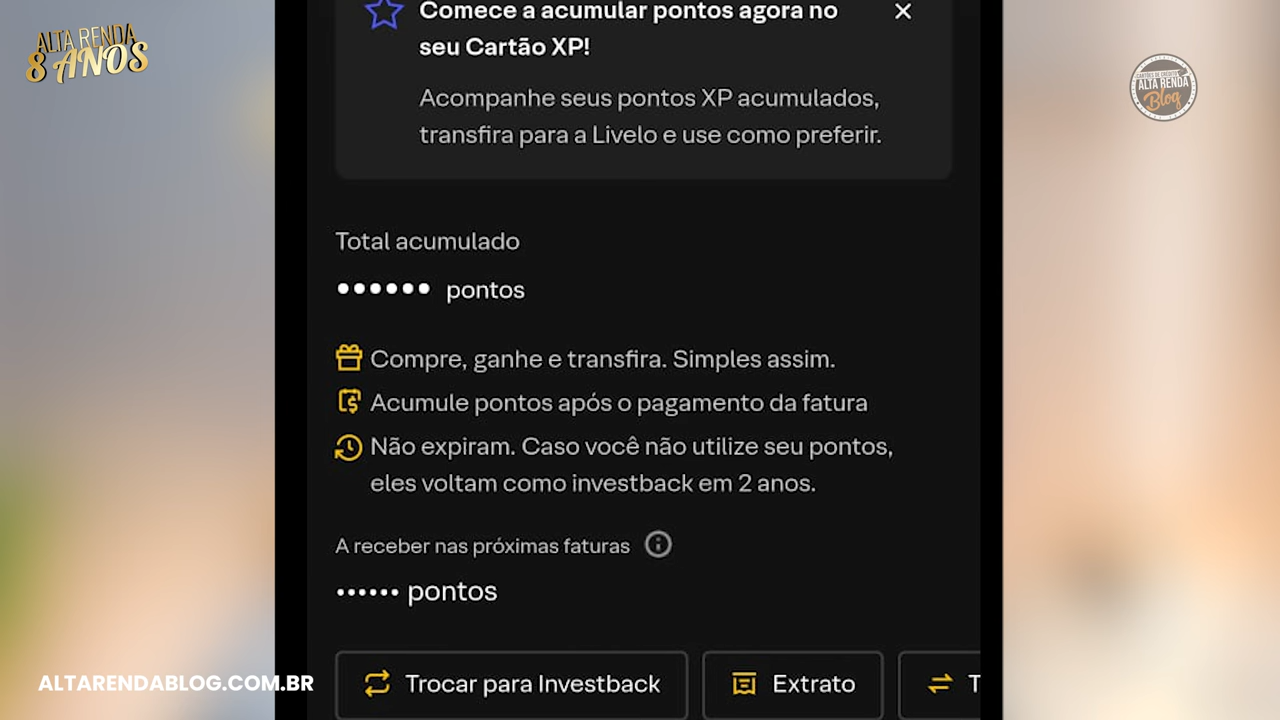 ALTA RENDA
8 ANOS
Comece a acumular pontos agora no
seu Cartão XP!
Acompanhe seus pontos XP acumulados,
transfira para a Livelo e use como preferir.
CARTÕES DE CRÉDITO
ALTA RENDA
Blog
Total acumulado
•••••• pontos
Compre, ganhe e transfira. Simples assim.
Acumule pontos após o pagamento da fatura
Não expiram. Caso você não utilize seu pontos,
eles voltam como investback em 2 anos.
A receber nas próximas faturas
•••••• pontos
Trocar para Investback
Extrato
T
ALTARENDABLOG.COM.BR